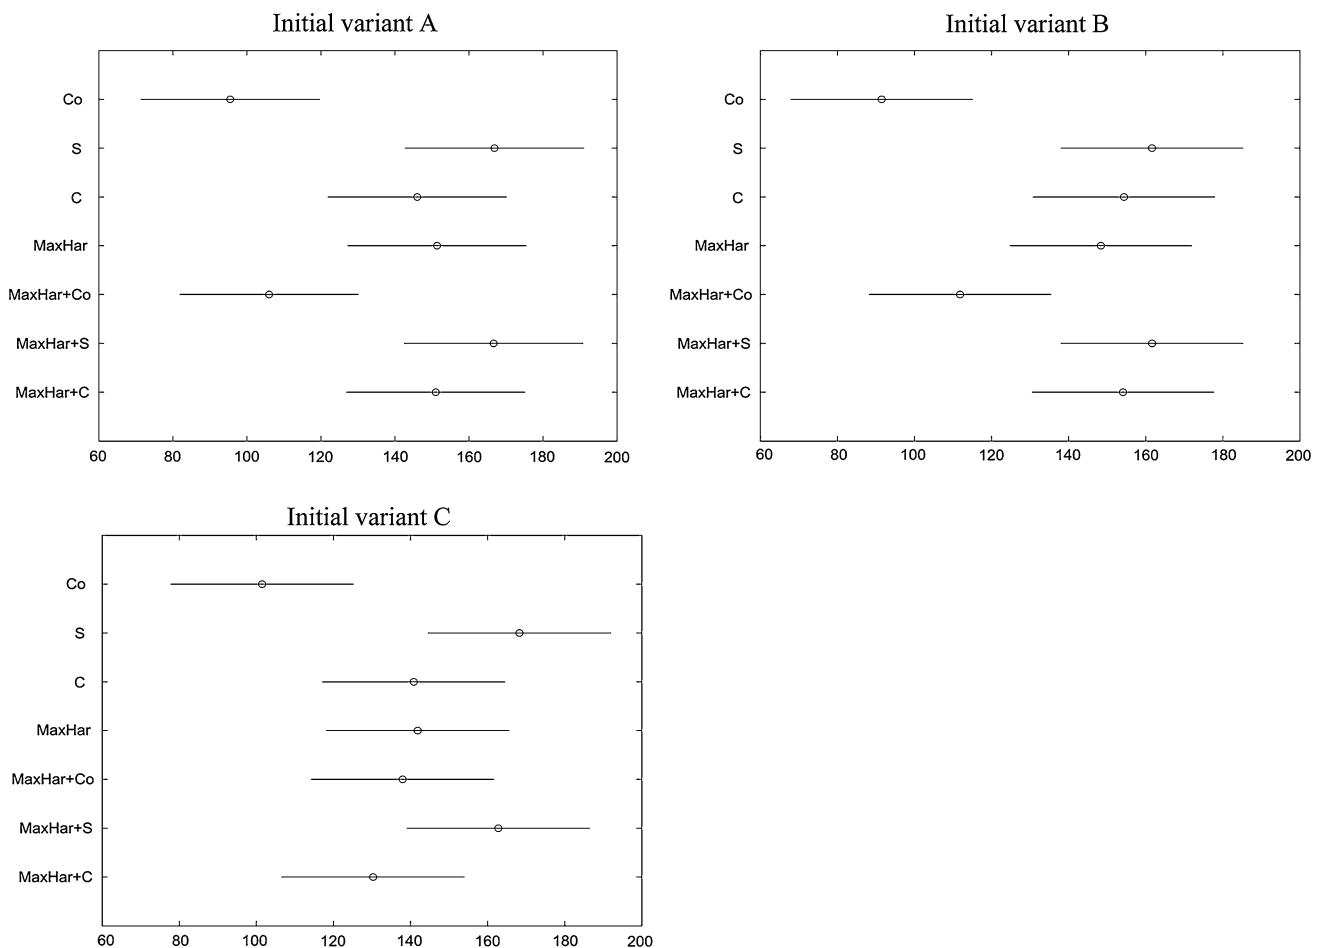 Initial variant A
Co
S
C
MaxHar
MaxHar+Co
MaxHar+S
MaxHar+C
60 80 100 120 140 160 180 200
Initial variant B
Co
S
C
MaxHar
MaxHar+Co
MaxHar+S
MaxHar+C
60 80 100 120 140 160 180 200
Initial variant C
Co
S
C
MaxHar
MaxHar+Co
MaxHar+S
MaxHar+C
60 80 100 120 140 160 180 200